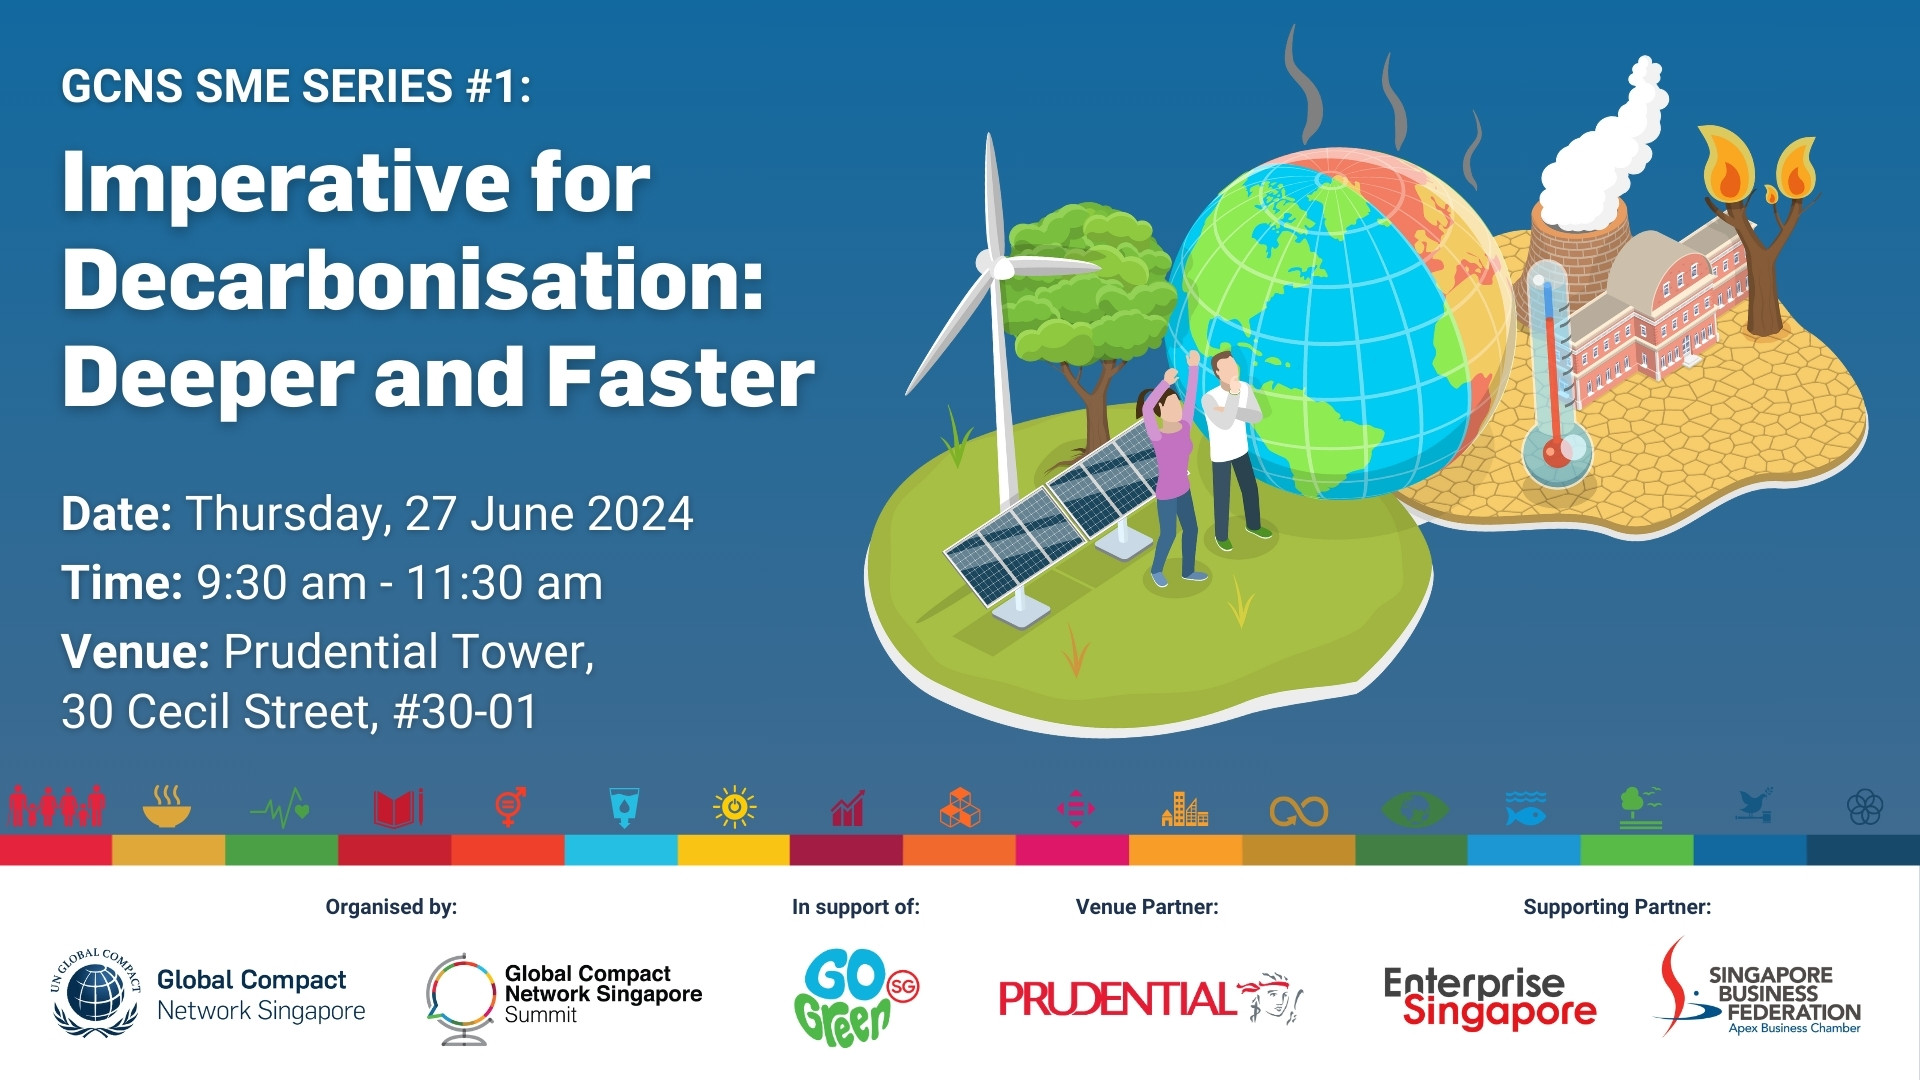 GCNS SME SERIES #1:
Imperative for
Decarbonisation:
Deeper and Faster
Date: Thursday, 27 June 2024
Time: 9:30 am - 11:30 am
Venue: Prudential Tower,
30 Cecil Street, #30-01
Organised by:
In support of:
Venue Partner:
Supporting Partner:
UN GLOBAL COMPACT
Global Compact
Network Singapore
Global Compact
Network Singapore
Summit
GO
Green
SG
PRUDENTIAL
Enterprise
Singapore
SINGAPORE
BUSINESS
FEDERATION
Apex Business Chamber